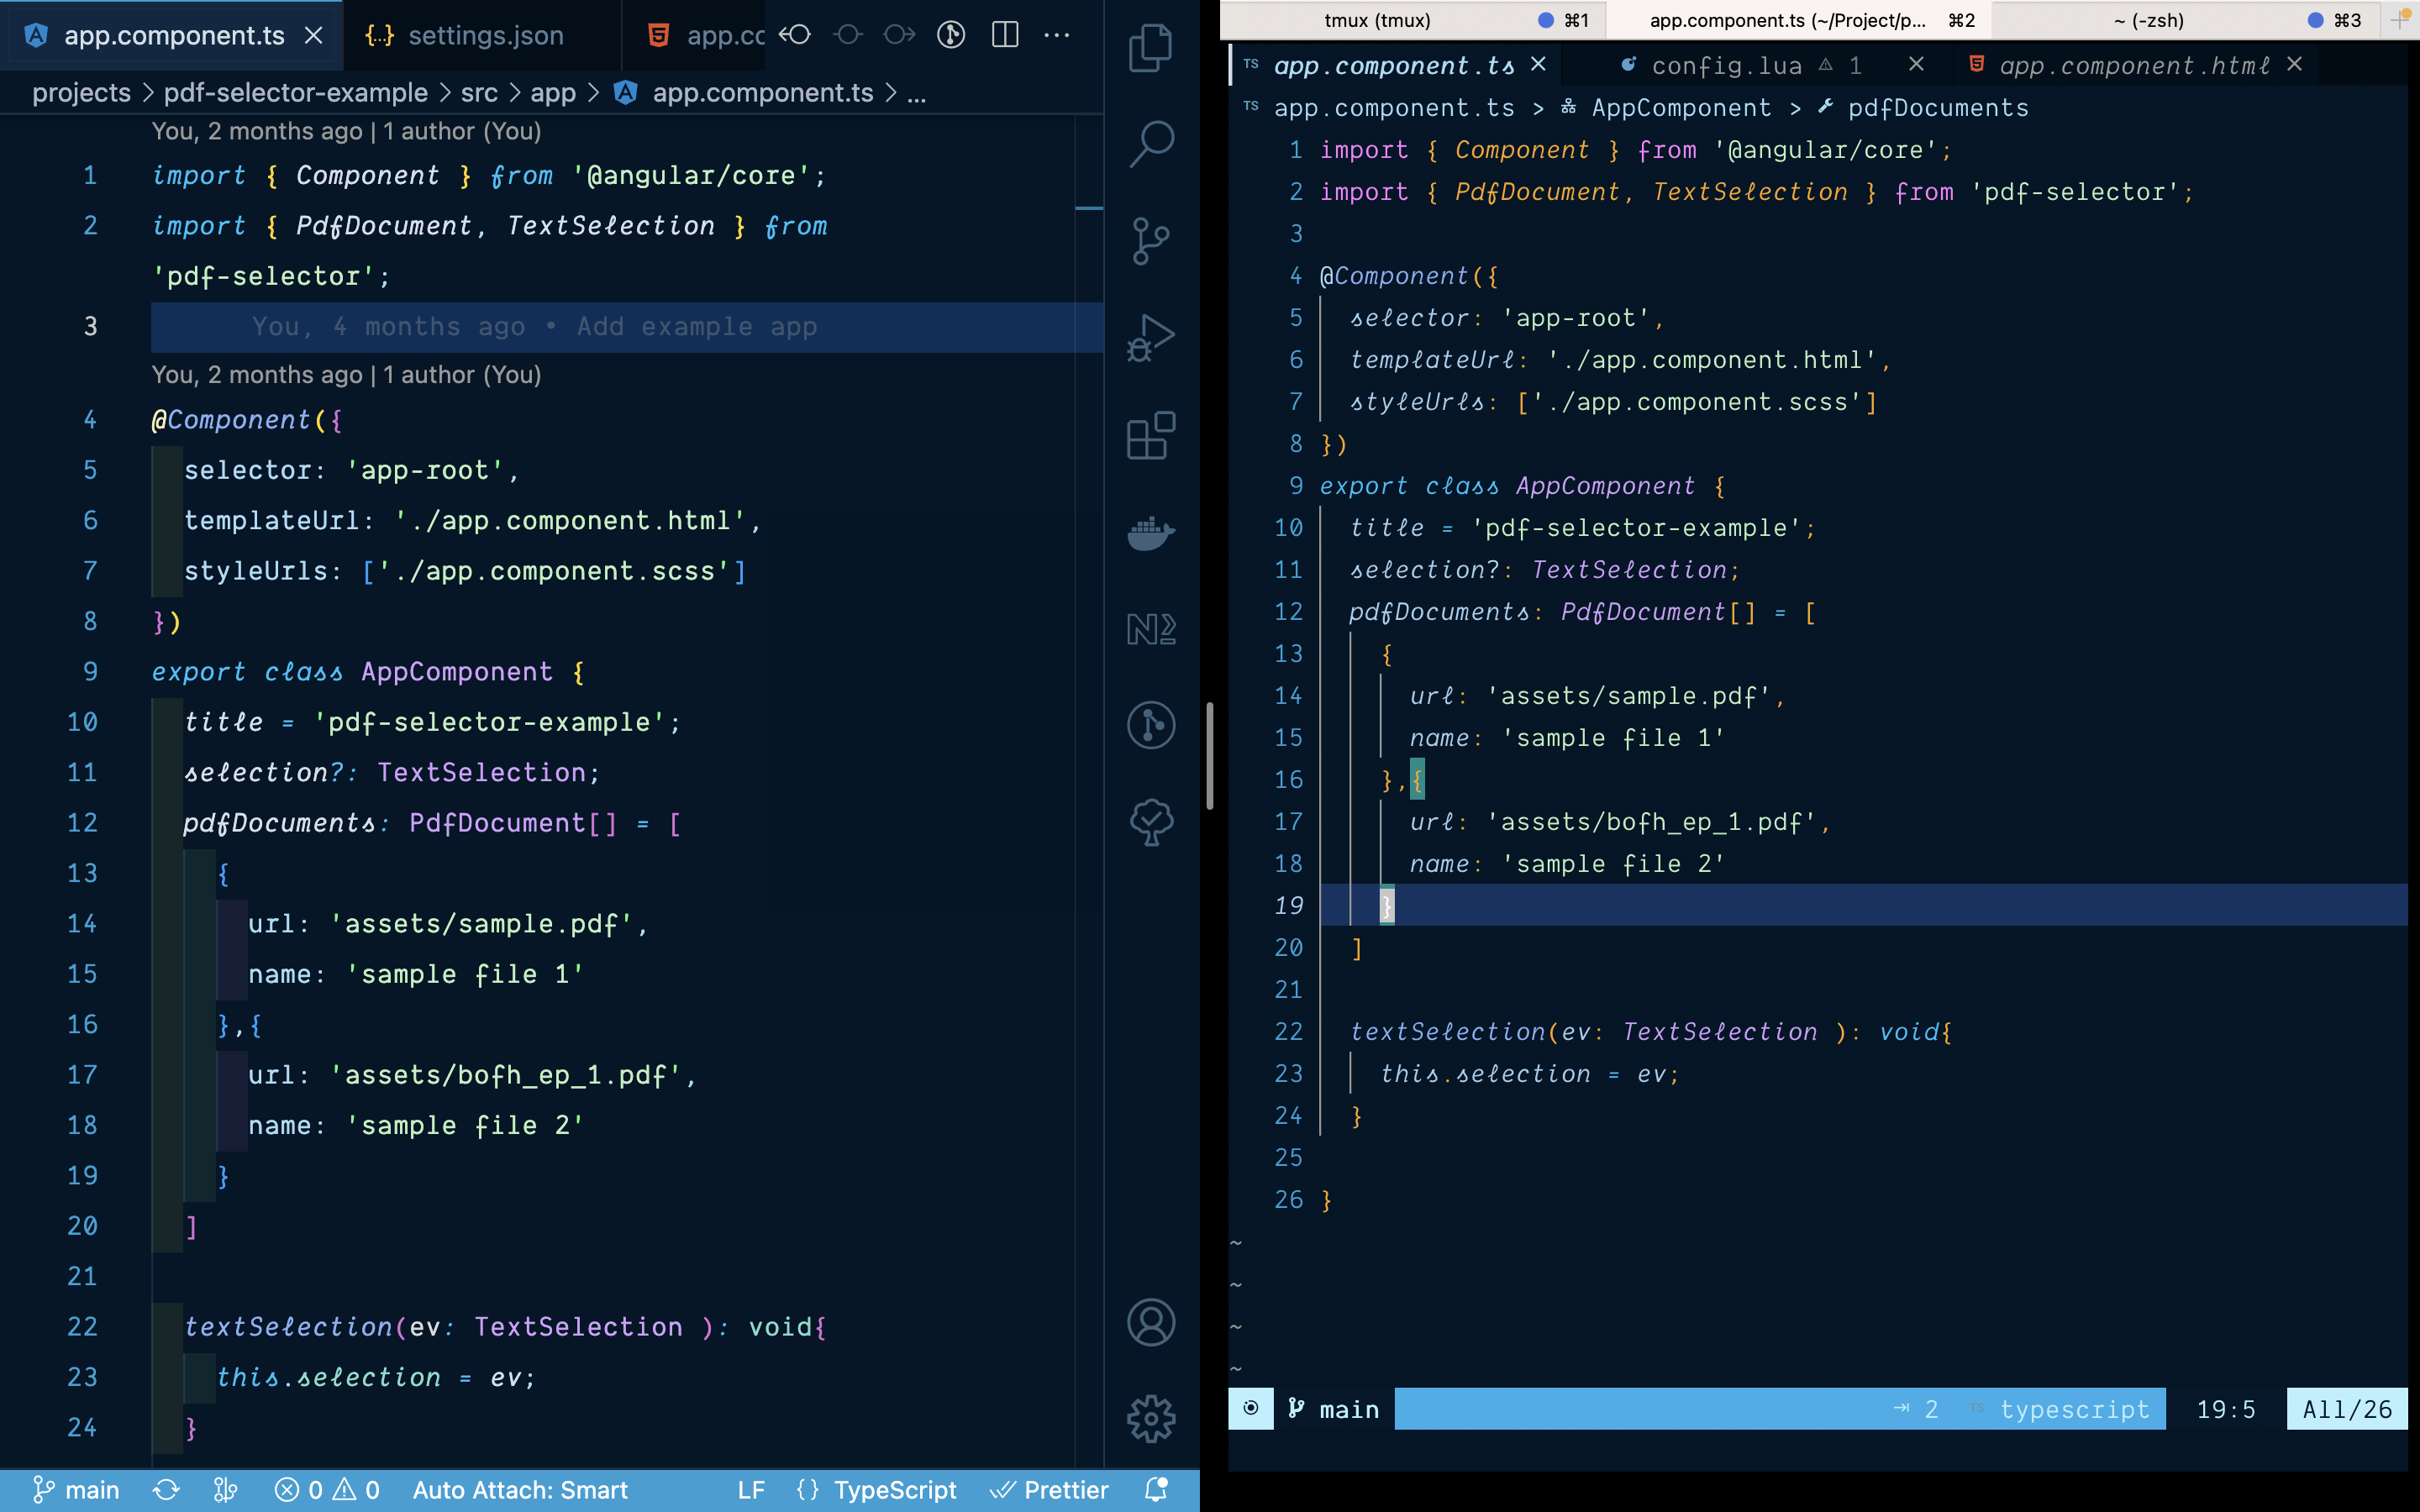 app.component.ts
settings.json
app.cc
projects > pdf-selector-example > src > app > app.component.ts > ...
You, 2 months ago | 1 author (You)
1 import { Component } from '@angular/core';
2 import { PdfDocument, TextSelection } from
'pdf-selector';
3 You, 4 months ago • Add example app
You, 2 months ago | 1 author (You)
4 @Component({
5 selector: 'app-root',
6 templateUrl: './app.component.html',
7 styleUrls: ['./app.component.scss']
8 })
9 export class AppComponent {
10 title = 'pdf-selector-example';
11 selection?: TextSelection;
12 pdfDocuments: PdfDocument[] = [
13 {
14 url: 'assets/sample.pdf',
15 name: 'sample file 1'
16 },{
17 url: 'assets/bofh_ep_1.pdf',
18 name: 'sample file 2'
19 }
20 ]
21
22 textSelection(ev: TextSelection ): void{
23 this.selection = ev;
24 }
main 0 0 Auto Attach: Smart LF {} TypeScript Prettier
tmux (tmux) ⌘1
app.component.ts (~/Project/p... ⌘2
~ (-zsh) ⌘3
TS app.component.ts
config.lua 1
app.component.html
TS app.component.ts > AppComponent > pdfDocuments
1 import { Component } from '@angular/core';
2 import { PdfDocument, TextSelection } from 'pdf-selector';
3
4 @Component({
5 selector: 'app-root',
6 templateUrl: './app.component.html',
7 styleUrls: ['./app.component.scss']
8 })
9 export class AppComponent {
10 title = 'pdf-selector-example';
11 selection?: TextSelection;
12 pdfDocuments: PdfDocument[] = [
13 {
14 url: 'assets/sample.pdf',
15 name: 'sample file 1'
16 },{
17 url: 'assets/bofh_ep_1.pdf',
18 name: 'sample file 2'
19 }
20 ]
21
22 textSelection(ev: TextSelection ): void{
23 this.selection = ev;
24 }
25
26 }
~
~
~
~
main 2 TS typescript 19:5 All/26